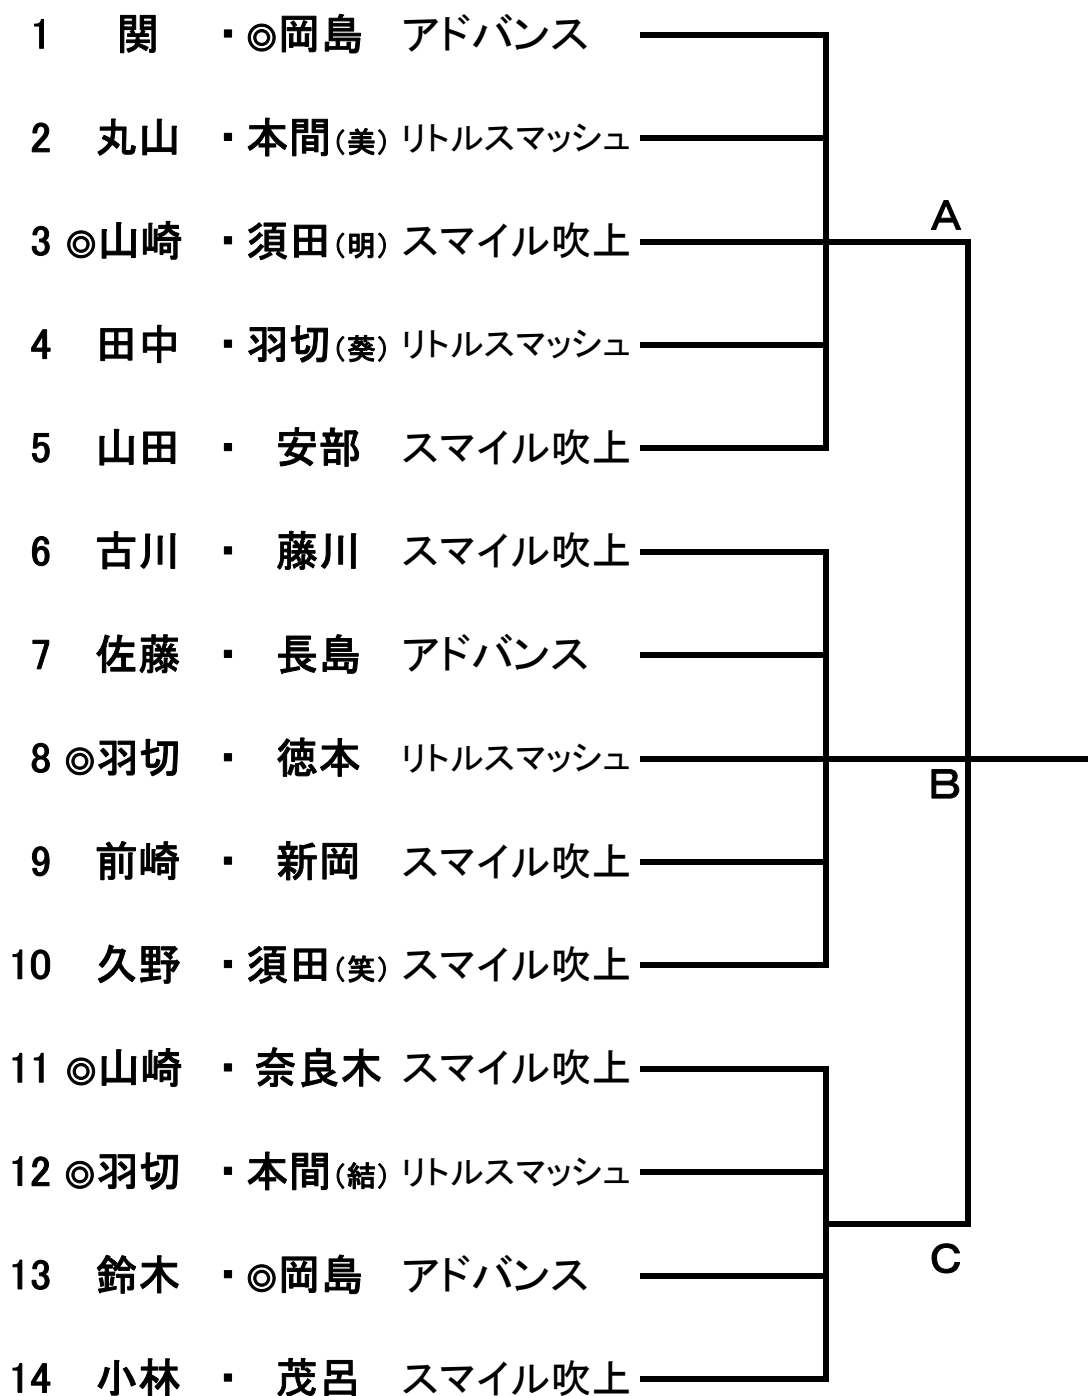 1 関 ・◎岡島 アドバンス
2 丸山 ・本間(美) リトルスマッシュ
A
3 ◎山崎 ・須田(明) スマイル吹上
4 田中 ・羽切(葵) リトルスマッシュ
5 山田 ・ 安部 スマイル吹上
6 古川 ・ 藤川 スマイル吹上
7 佐藤 ・ 長島 アドバンス
8 ◎羽切 ・ 徳本 リトルスマッシュ
B
9 前崎 ・ 新岡 スマイル吹上
10 久野 ・須田(笑) スマイル吹上
11 ◎山崎 ・ 奈良木 スマイル吹上
12 ◎羽切 ・本間(結) リトルスマッシュ
C
13 鈴木 ・◎岡島 アドバンス
14 小林 ・ 茂呂 スマイル吹上